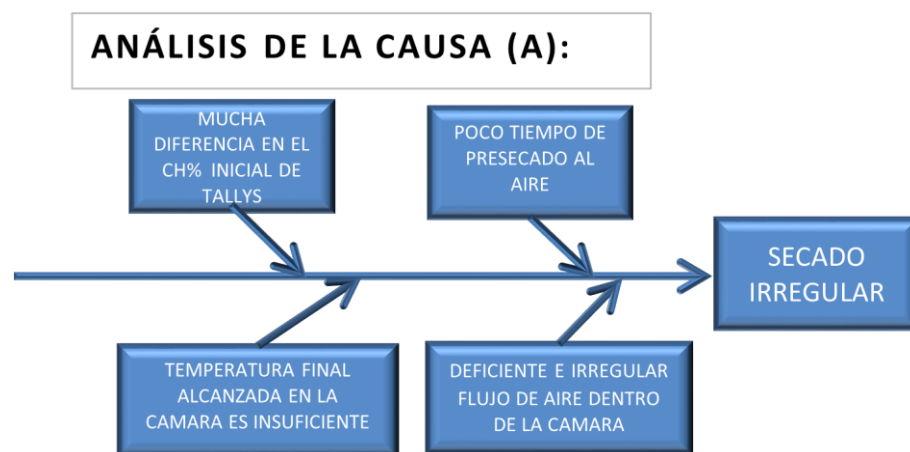 ANÁLISIS DE LA CAUSA (A):
MUCHA
DIFERENCIA EN EL
CH% INICIAL DE
TALLYS
POCO TIEMPO DE
PRESECADO AL
AIRE
SECADO
IRREGULAR
TEMPERATURA FINAL
ALCANZADA EN LA
CAMARA ES INSUFICIENTE
DEFICIENTE E IRREGULAR
FLUJO DE AIRE DENTRO
DE LA CAMARA